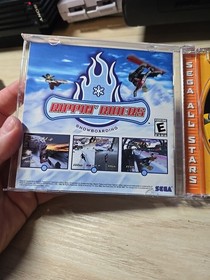 RIPPIN' RIDERS
SNOWBOARDING
E
SEGA
SEGA ALL STARS